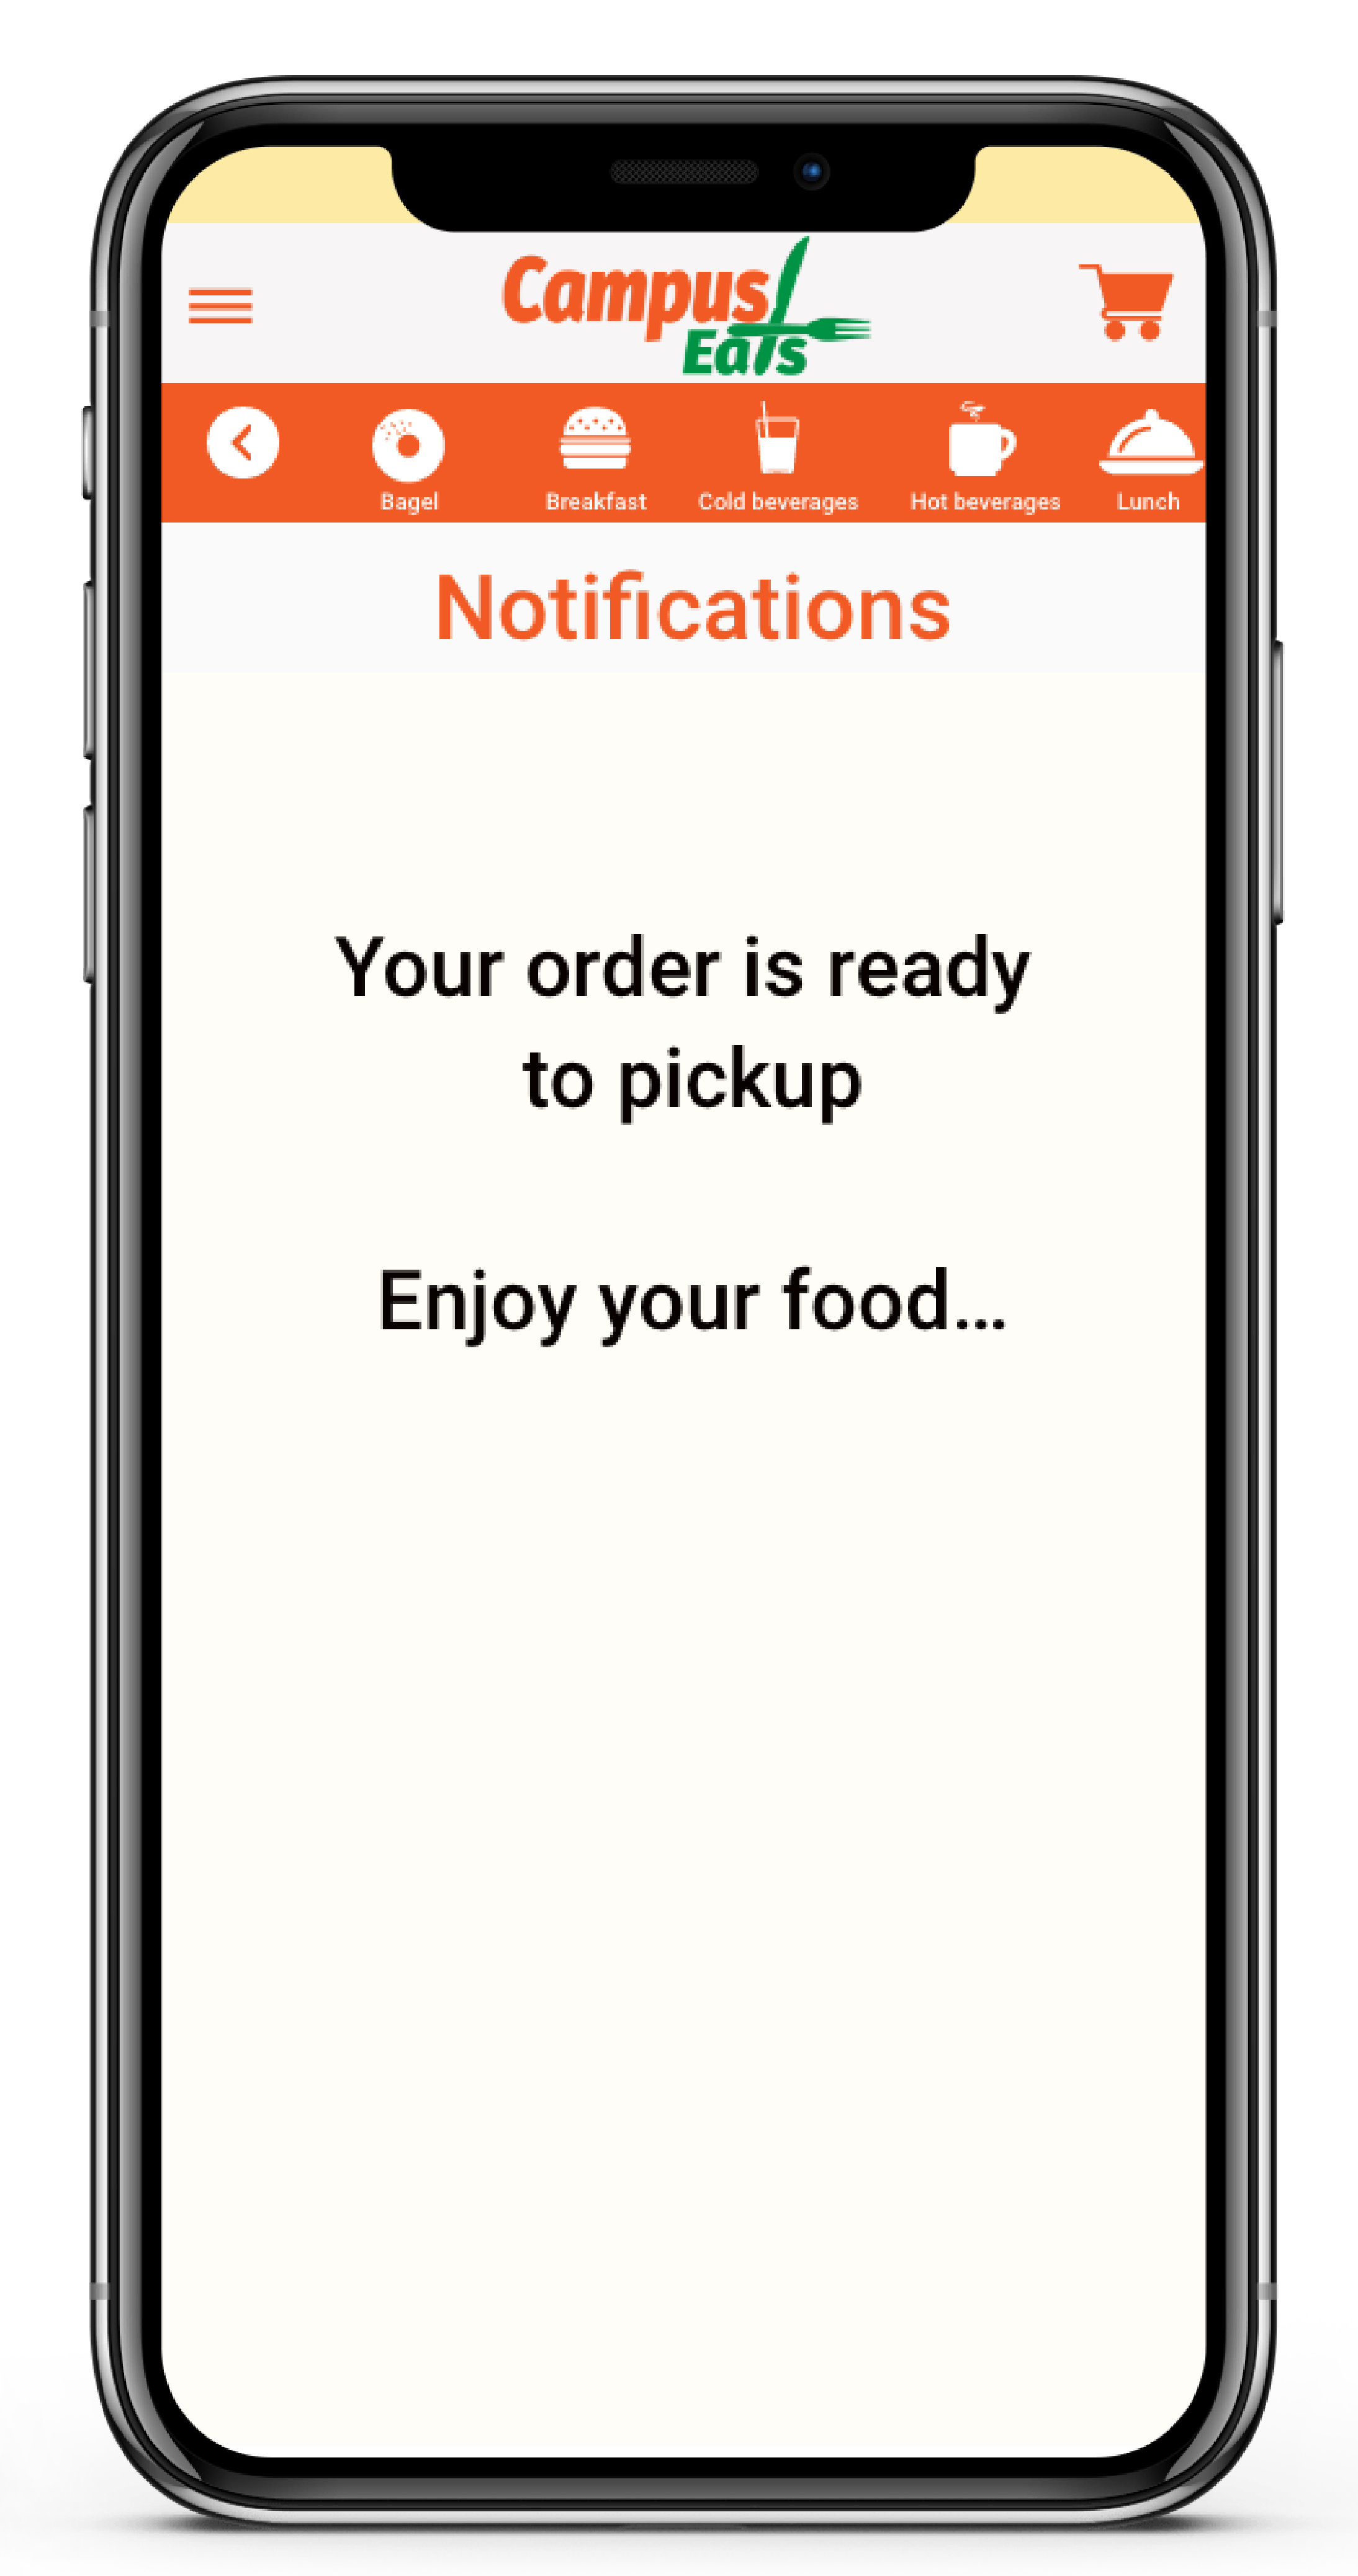 Campus
Eats
Bagel Breakfast Cold beverages Hot beverages Lunch
Notifications
Your order is ready
to pickup
Enjoy your food...